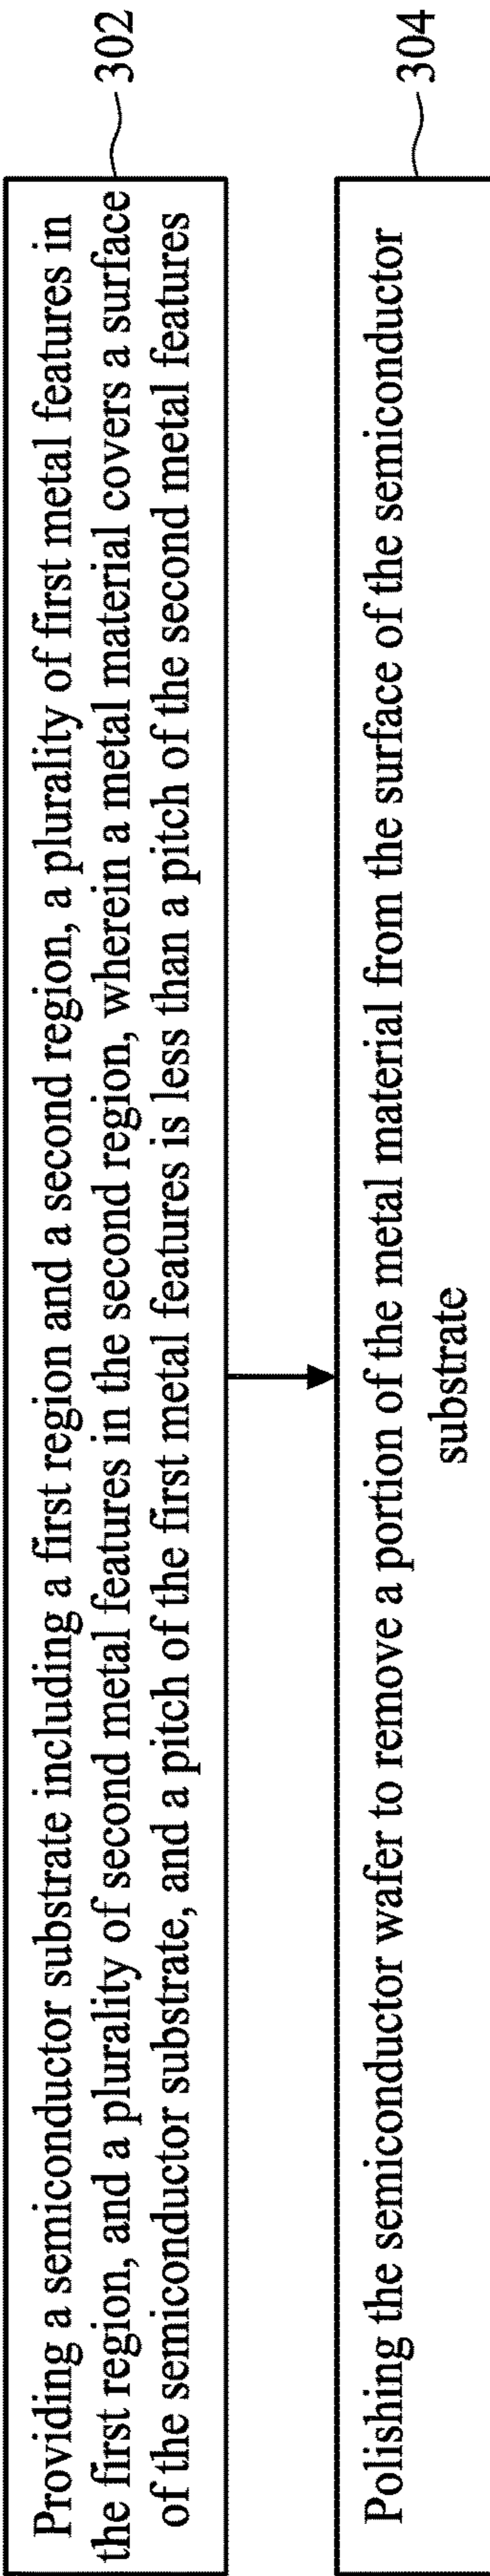 Providing a semiconductor substrate including a first region and a second region, a plurality of first metal features in
the first region, and a plurality of second metal features in the second region, wherein a metal material covers a surface
of the semiconductor substrate, and a pitch of the first metal features is less than a pitch of the second metal features
302
Polishing the semiconductor wafer to remove a portion of the metal material from the surface of the semiconductor
substrate
304